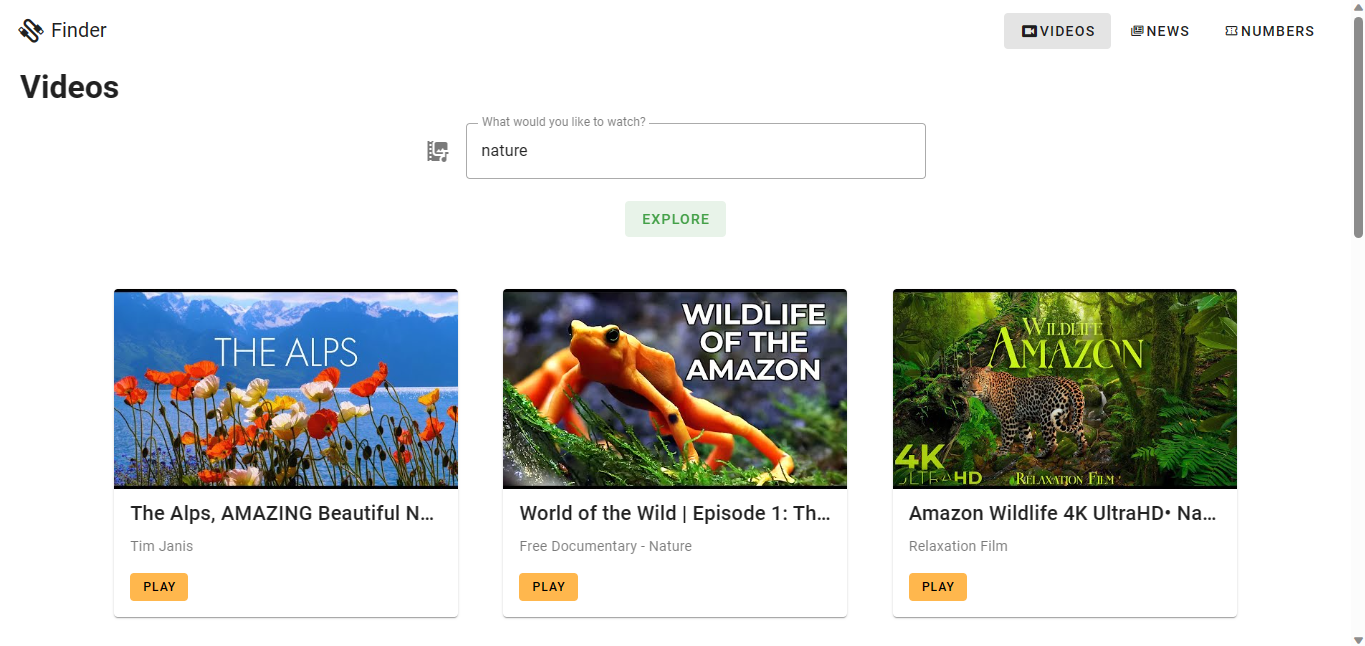 Finder
VIDEOS
NEWS
NUMBERS
Videos
What would you like to watch?
nature
EXPLORE
THE ALPS
WILDLIFE
OF THE
AMAZON
WILDLIFE
AMAZON
4K
ULTRA HD
RELAXATION FILM
The Alps, AMAZING Beautiful N...
World of the Wild | Episode 1: Th...
Amazon Wildlife 4K UltraHD• Na...
Tim Janis
Free Documentary - Nature
Relaxation Film
PLAY
PLAY
PLAY